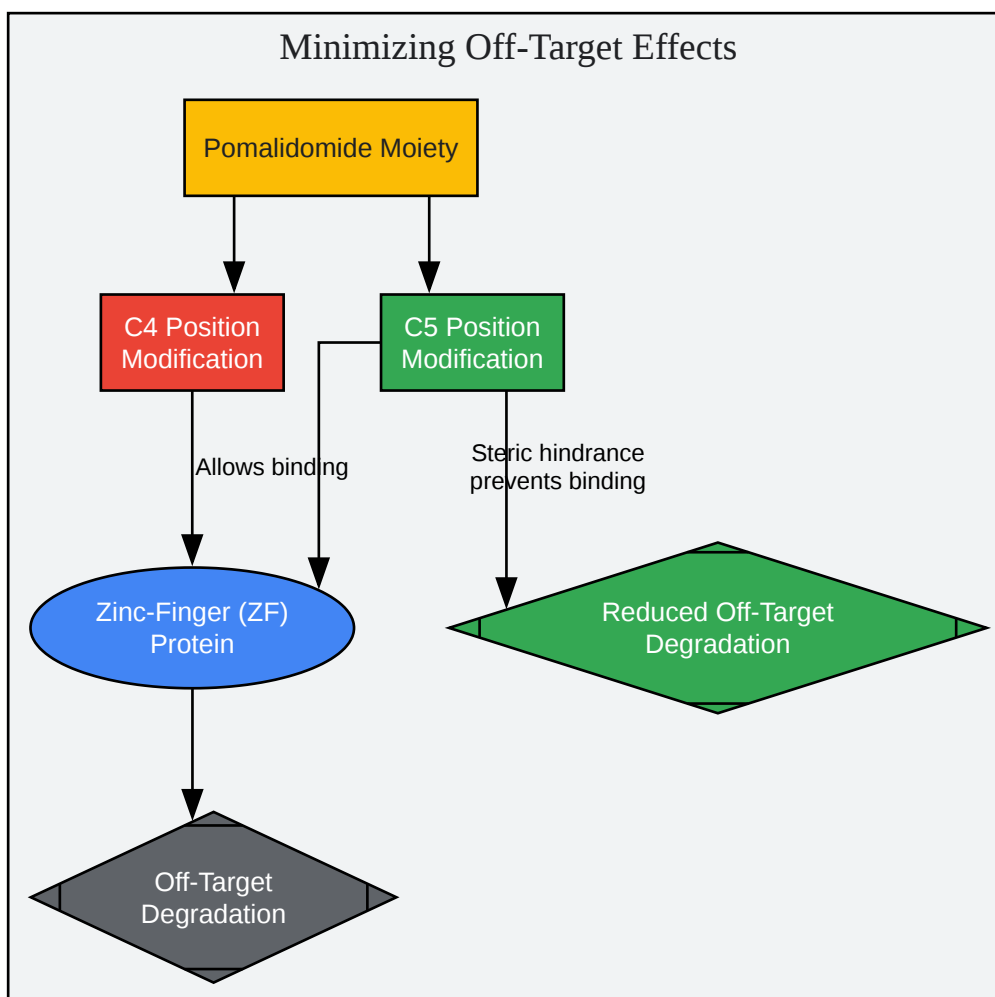 Minimizing Off-Target Effects
Pomalidomide Moiety
C4 Position
Modification
C5 Position
Modification
Allows binding
Steric hindrance
prevents binding
Zinc-Finger (ZF)
Protein
Reduced Off-Target
Degradation
Off-Target
Degradation